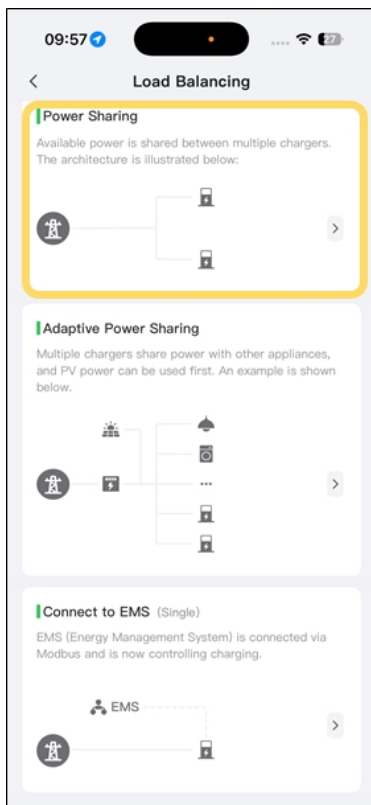 09:57
27
Load Balancing
Power Sharing
Available power is shared between multiple chargers.
The architecture is illustrated below:
Adaptive Power Sharing
Multiple chargers share power with other appliances,
and PV power can be used first. An example is shown
below.
...
Connect to EMS (Single)
EMS (Energy Management System) is connected via
Modbus and is now controlling charging.
EMS